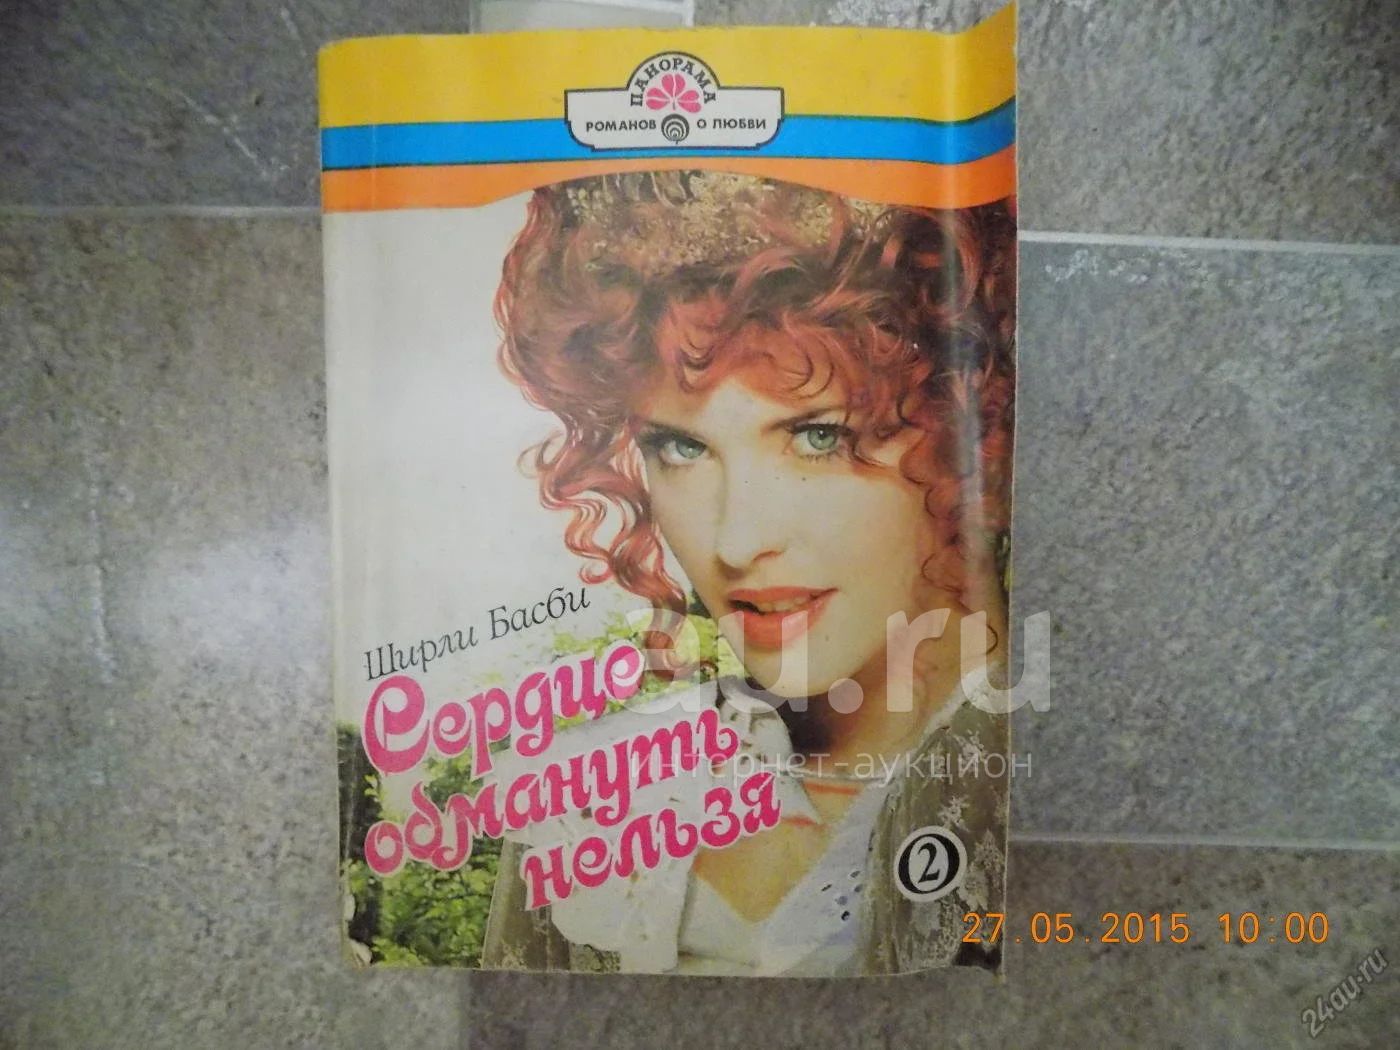 ПАНОРАМА
РОМАНОВ О ЛЮБВИ
Ширли Басби
Сердце
обмануть
нельзя
2
au.ru
интернет-аукцион
27.05.2015 10:00
24au.ru